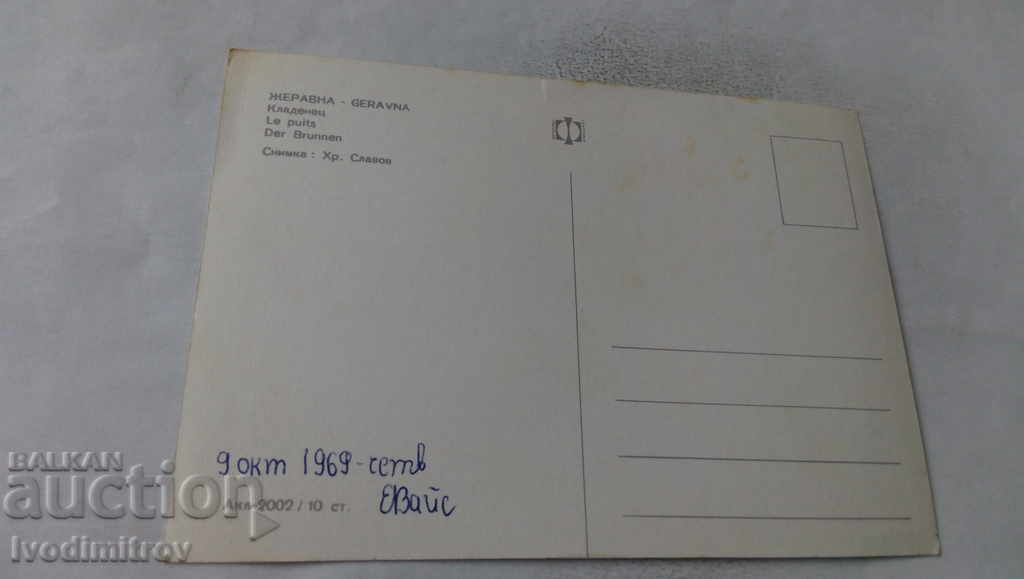 ЖЕРАВНА - GERAVNA
Кладенец
Le puits
Der Brunnen
Снимка : Хр. Славов
9 окт 1969 - четв
ЕВайс
Акл-2002 / 10 ст.
BALKAN
auction
Ivodimitrov